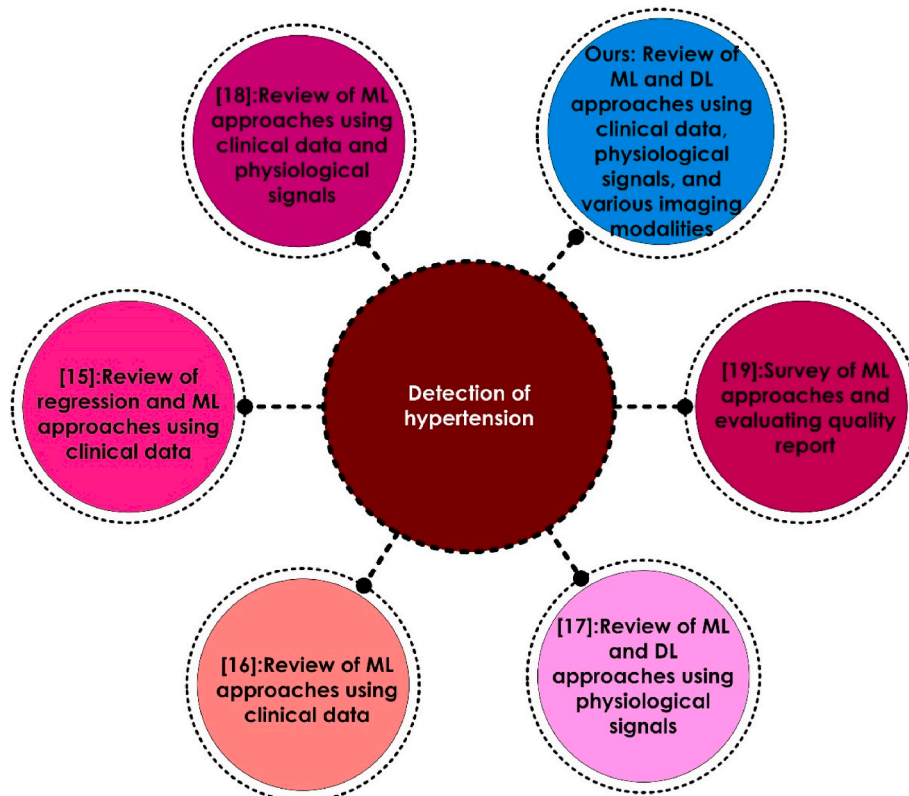 [18]:Review of ML
approaches using
clinical data and
physiological
signals
Ours: Review of
ML and DL
approaches using
clinical data,
physiological
signals, and
various imaging
modalities
[15]:Review of
regression and ML
approaches using
clinical data
Detection of
hypertension
[19]:Survey of ML
approaches and
evaluating quality
report
[16]:Review of ML
approaches using
clinical data
[17]:Review of ML
and DL
approaches using
physiological
signals